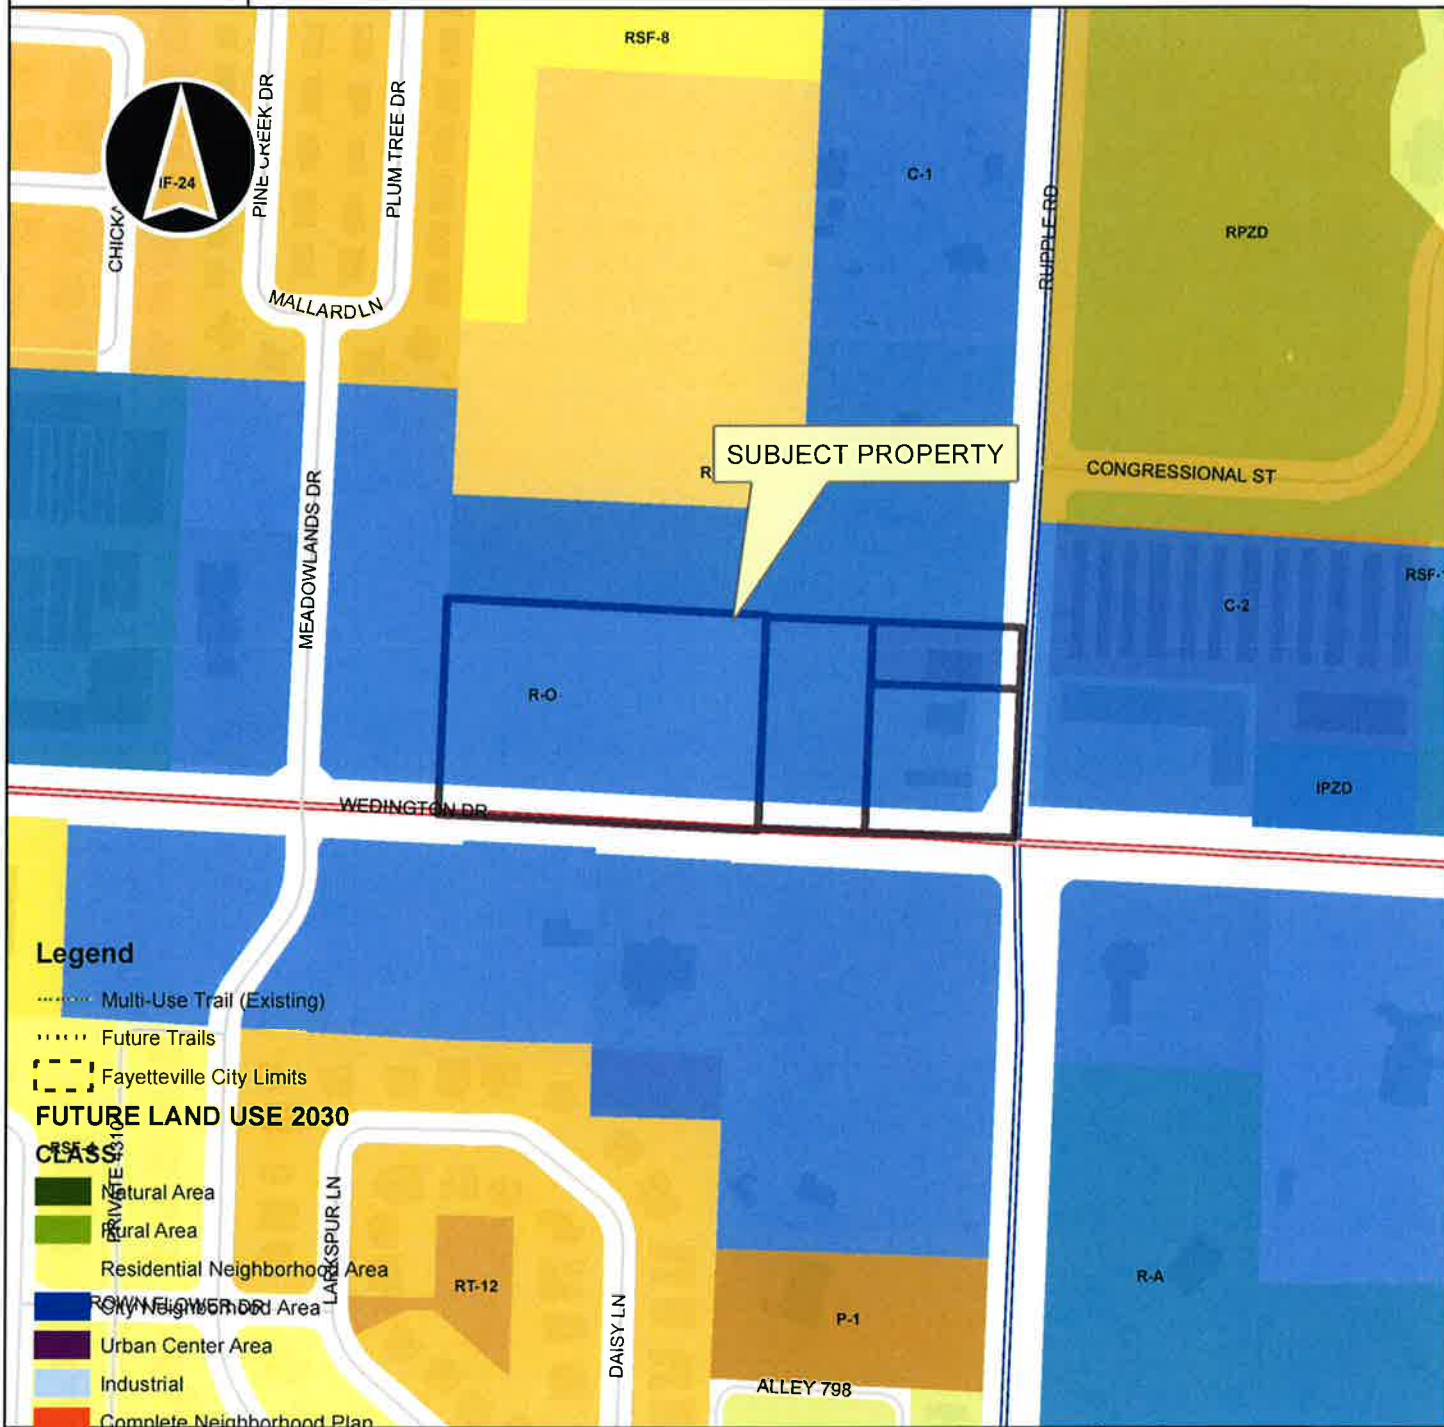 RSF-8
IF-24
PINE CREEK DR
PLUM TREE DR
C-1
RUPPLE RD
RPZD
MALLARD LN
SUBJECT PROPERTY
CONGRESSIONAL ST
MEADOWLANDS DR
C-2
R-O
IPZD
WEDINGTON DR
Legend
Multi-Use Trail (Existing)
Future Trails
Fayetteville City Limits
FUTURE LAND USE 2030
CLASS
Natural Area
Rural Area
Residential Neighborhood Area
City Neighborhood Area
Urban Center Area
Industrial
Complete Neighborhood Plan
LARKSPUR LN
RT-12
DAISY LN
P-1
R-A
ALLEY 798